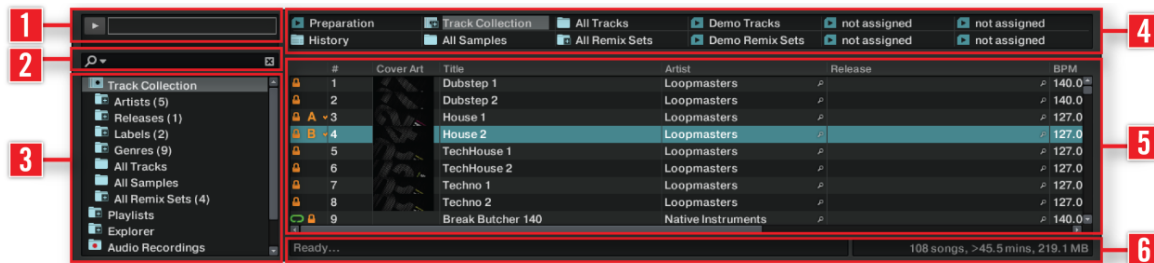 1
2
3
4
5
6
Preparation Track Collection All Tracks Demo Tracks not assigned not assigned
History All Samples All Remix Sets Demo Remix Sets not assigned not assigned
Track Collection
Artists (5)
Releases (1)
Labels (2)
Genres (9)
All Tracks
All Samples
All Remix Sets (4)
Playlists
Explorer
Audio Recordings
# Cover Art Title Artist Release BPM
1 Dubstep 1 Loopmasters 140.0
2 Dubstep 2 Loopmasters 140.0
A 3 House 1 Loopmasters 127.0
B 4 House 2 Loopmasters 127.0
5 TechHouse 1 Loopmasters 127.0
6 TechHouse 2 Loopmasters 127.0
7 Techno 1 Loopmasters 127.0
8 Techno 2 Loopmasters 127.0
9 Break Butcher 140 Native Instruments 140.0
Ready... 108 songs, >45.5 mins, 219.1 MB